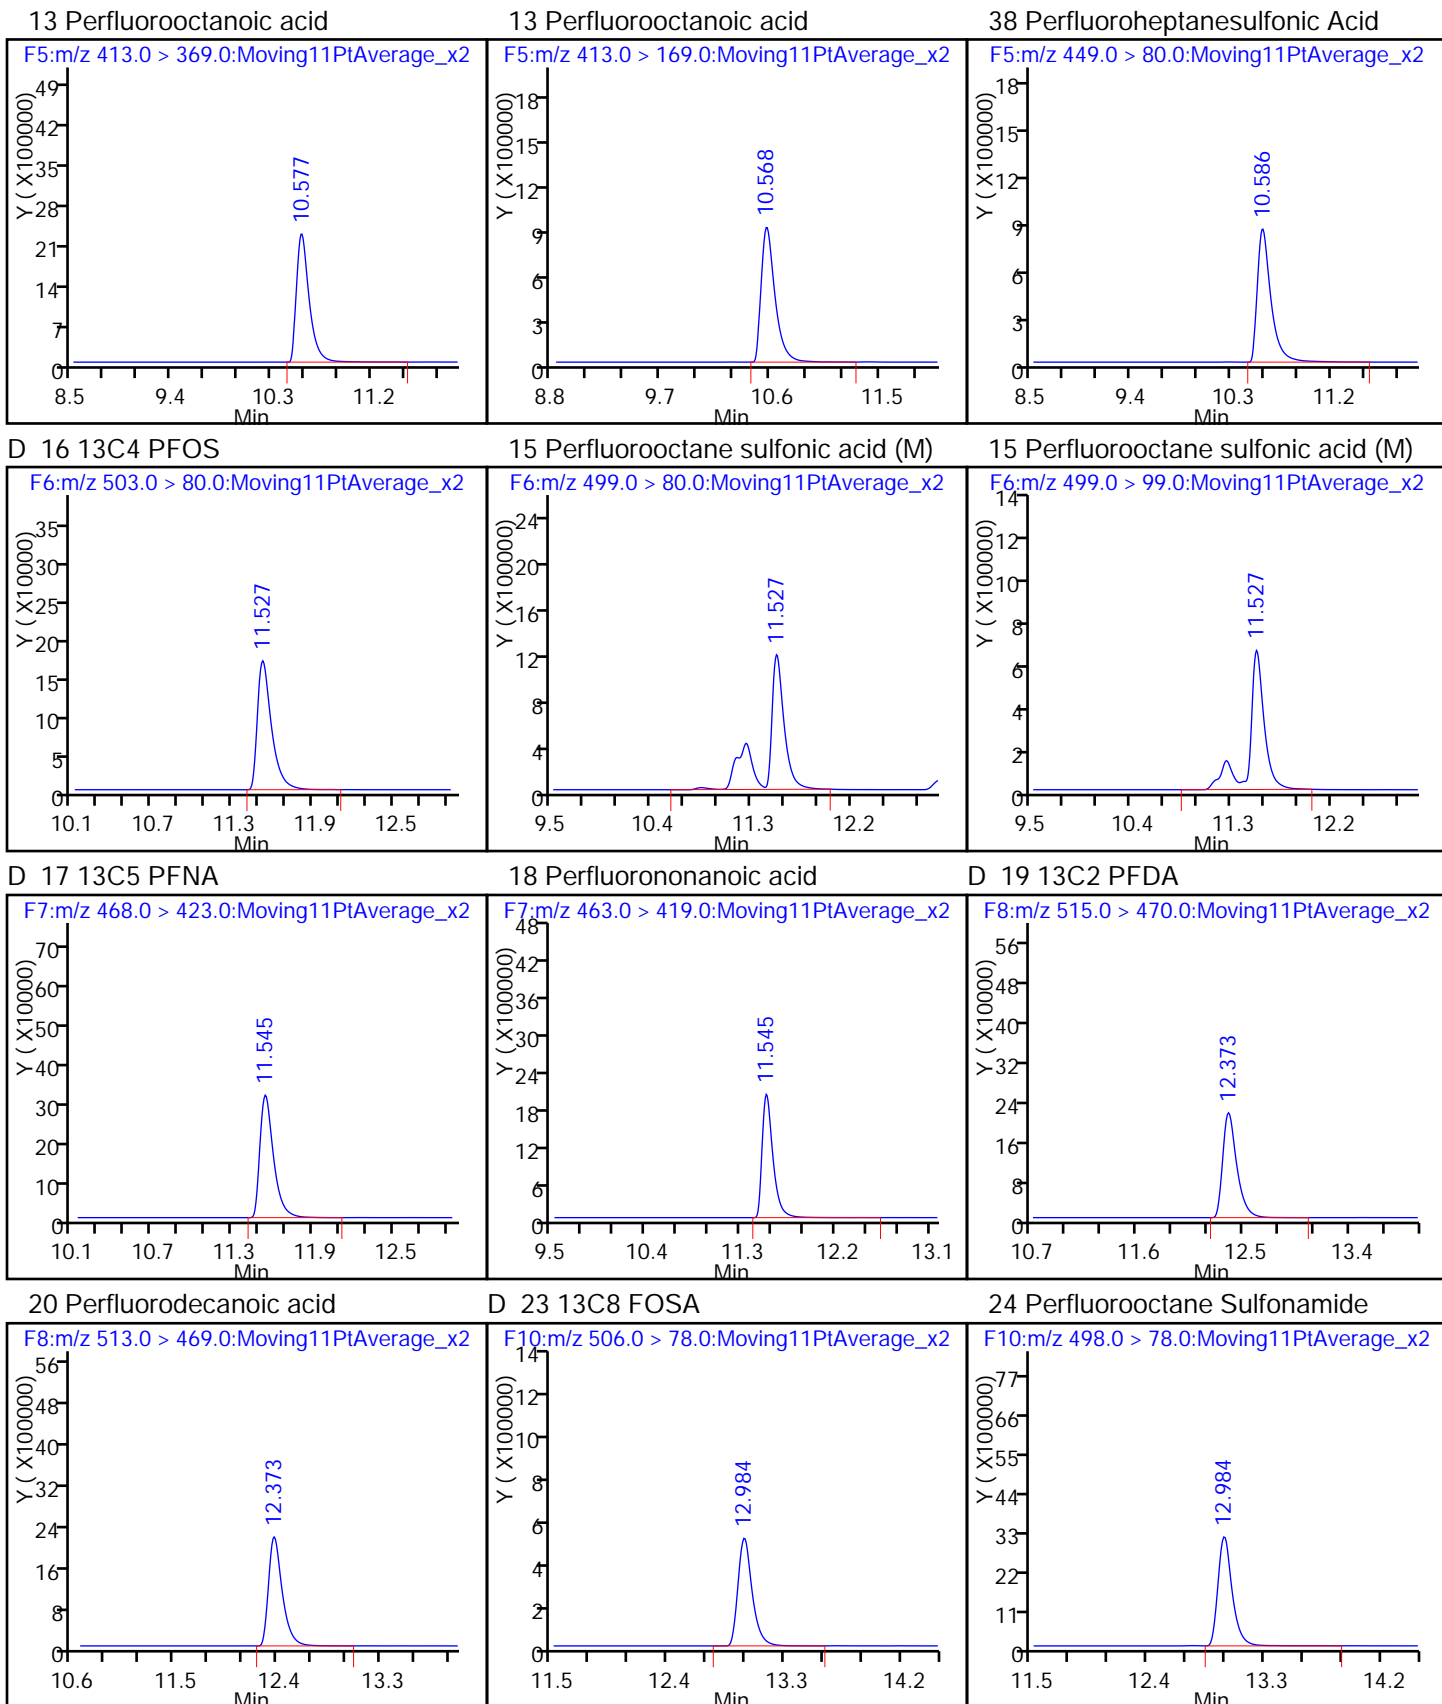 13 Perfluorooctanoic acid
F5:m/z 413.0 > 369.0:Moving11PtAverage_x2
Y ( X100000)
49
42
35
28
21
14
7
0
10.577
8.5 9.4 10.3 11.2
Min
13 Perfluorooctanoic acid
F5:m/z 413.0 > 169.0:Moving11PtAverage_x2
Y ( X100000)
18
15
12
9
6
3
0
10.568
8.8 9.7 10.6 11.5
Min
38 Perfluoroheptanesulfonic Acid
F5:m/z 449.0 > 80.0:Moving11PtAverage_x2
Y ( X100000)
18
15
12
9
6
3
0
10.586
8.5 9.4 10.3 11.2
Min
D 16 13C4 PFOS
F6:m/z 503.0 > 80.0:Moving11PtAverage_x2
Y ( X10000)
35
30
25
20
15
10
5
0
11.527
10.1 10.7 11.3 11.9 12.5
Min
15 Perfluorooctane sulfonic acid (M)
F6:m/z 499.0 > 80.0:Moving11PtAverage_x2
Y ( X100000)
24
20
16
12
8
4
0
11.527
9.5 10.4 11.3 12.2
Min
15 Perfluorooctane sulfonic acid (M)
F6:m/z 499.0 > 99.0:Moving11PtAverage_x2
Y ( X100000)
14
12
10
8
6
4
2
0
11.527
9.5 10.4 11.3 12.2
Min
D 17 13C5 PFNA
F7:m/z 468.0 > 423.0:Moving11PtAverage_x2
Y ( X10000)
70
60
50
40
30
20
10
0
11.545
10.1 10.7 11.3 11.9 12.5
Min
18 Perfluorononanoic acid
F7:m/z 463.0 > 419.0:Moving11PtAverage_x2
Y ( X100000)
48
42
36
30
24
18
12
6
0
11.545
9.5 10.4 11.3 12.2 13.1
Min
D 19 13C2 PFDA
F8:m/z 515.0 > 470.0:Moving11PtAverage_x2
Y ( X10000)
56
48
40
32
24
16
8
0
12.373
10.7 11.6 12.5 13.4
Min
20 Perfluorodecanoic acid
F8:m/z 513.0 > 469.0:Moving11PtAverage_x2
Y ( X100000)
56
48
40
32
24
16
8
0
12.373
10.6 11.5 12.4 13.3
Min
D 23 13C8 FOSA
F10:m/z 506.0 > 78.0:Moving11PtAverage_x2
Y ( X100000)
14
12
10
8
6
4
2
0
12.984
11.5 12.4 13.3 14.2
Min
24 Perfluorooctane Sulfonamide
F10:m/z 498.0 > 78.0:Moving11PtAverage_x2
Y ( X100000)
77
66
55
44
33
22
11
0
12.984
11.5 12.4 13.3 14.2
Min